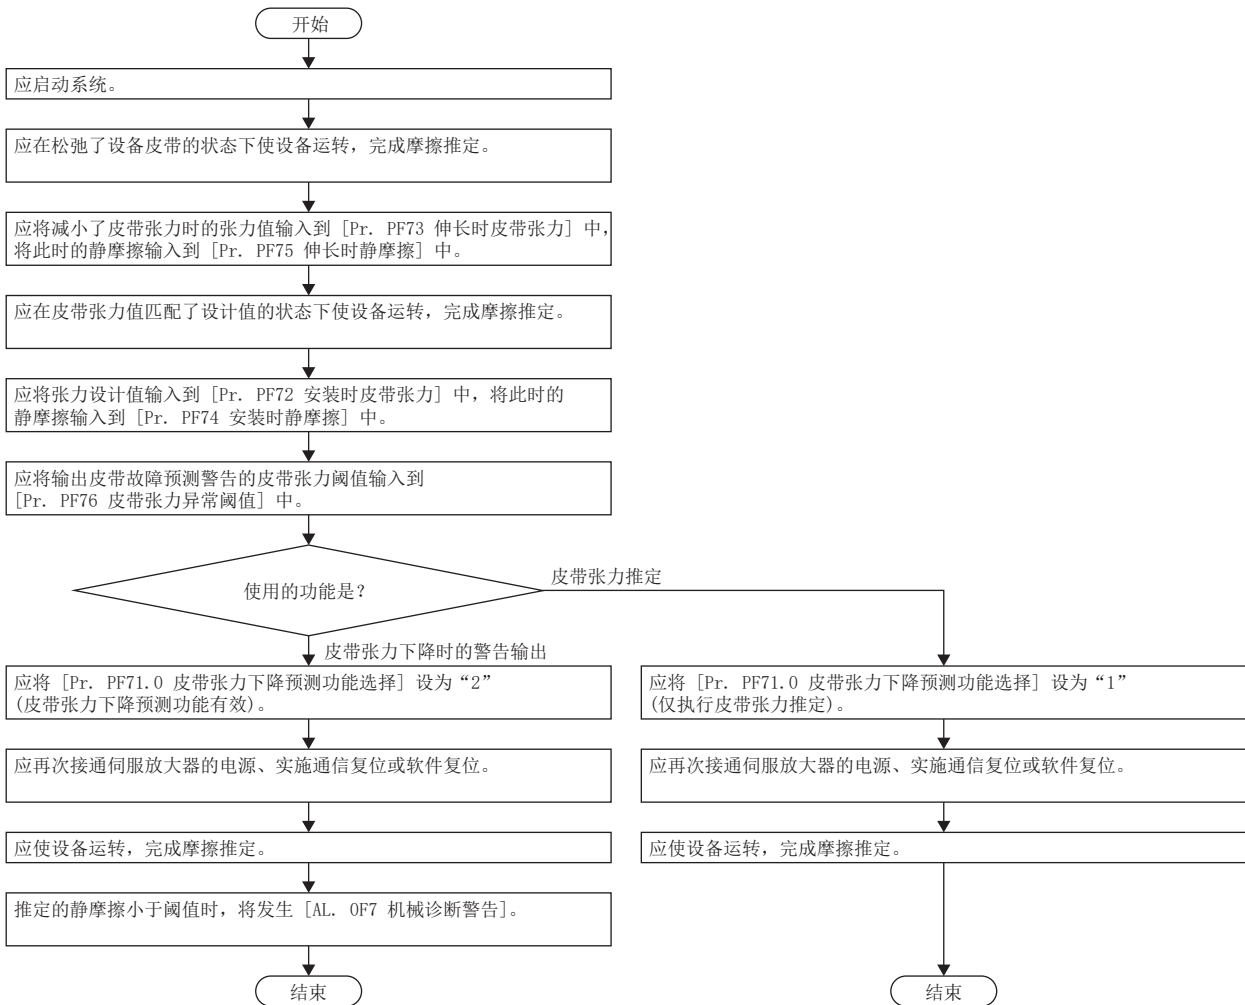 开始
应启动系统。
应在松弛了设备皮带的状态下使设备运转，完成摩擦推定。
应将减小了皮带张力时的张力值输入到 [Pr. PF73 伸长时皮带张力] 中，
将此时的静摩擦输入到 [Pr. PF75 伸长时静摩擦] 中。
应在皮带张力值匹配了设计值的状态下使设备运转，完成摩擦推定。
应将张力设计值输入到 [Pr. PF72 安装时皮带张力] 中，将此时的
静摩擦输入到 [Pr. PF74 安装时静摩擦] 中。
应将输出皮带故障预测警告的皮带张力阈值输入到
[Pr. PF76 皮带张力异常阈值] 中。
使用的功能是？
皮带张力推定
皮带张力下降时的警告输出
应将 [Pr. PF71.0 皮带张力下降预测功能选择] 设为“2”
(皮带张力下降预测功能有效)。
应再次接通伺服放大器的电源、实施通信复位或软件复位。
应使设备运转，完成摩擦推定。
推定的静摩擦小于阈值时，将发生 [AL. 0F7 机械诊断警告]。
结束
应将 [Pr. PF71.0 皮带张力下降预测功能选择] 设为“1”
(仅执行皮带张力推定)。
应再次接通伺服放大器的电源、实施通信复位或软件复位。
应使设备运转，完成摩擦推定。
结束